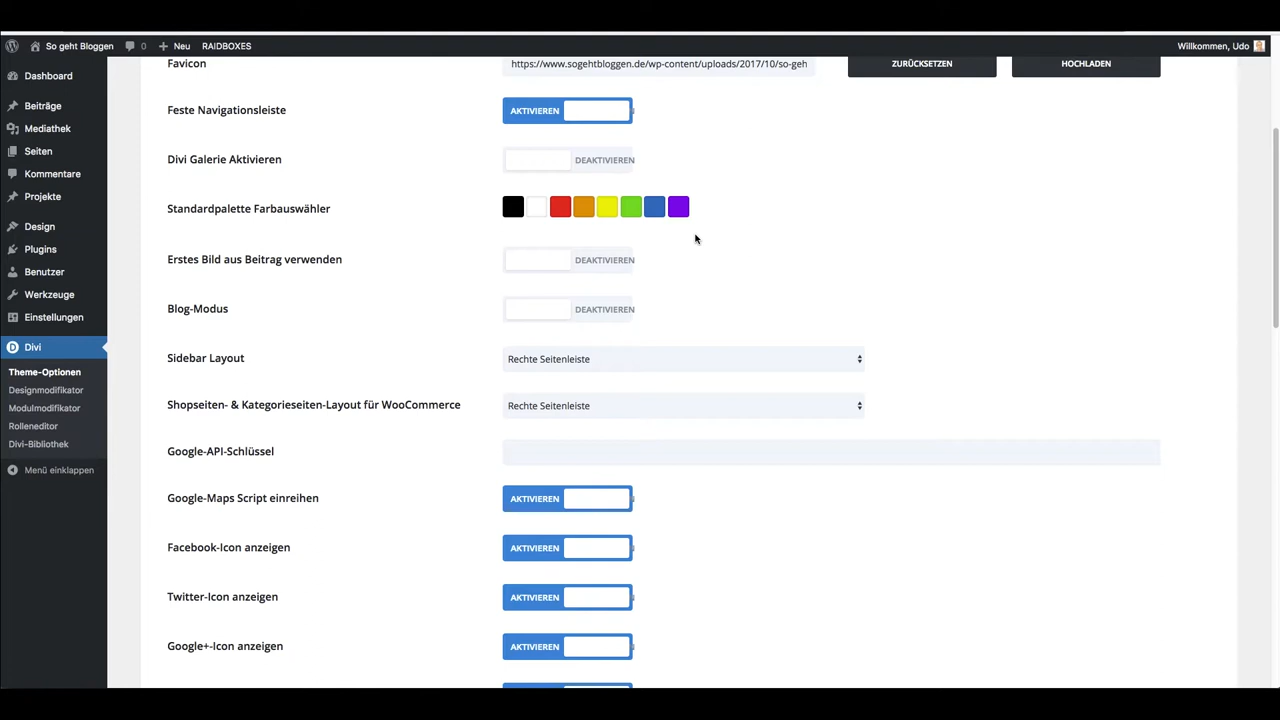 So geht Bloggen 0 Neu RAIDBOXES Willkommen, Udo
Dashboard
Beiträge
Mediathek
Seiten
Kommentare
Projekte
Design
Plugins
Benutzer
Werkzeuge
Einstellungen
Divi
Theme-Optionen
Designmodifikator
Modulmodifikator
Rolleneditor
Divi-Bibliothek
Menü einklappen
Favicon https://www.sogehtbloggen.de/wp-content/uploads/2017/10/so-geh ZURÜCKSETZEN HOCHLADEN
Feste Navigationsleiste AKTIVIEREN
Divi Galerie Aktivieren DEAKTIVIEREN
Standardpalette Farbauswähler
Erstes Bild aus Beitrag verwenden DEAKTIVIEREN
Blog-Modus DEAKTIVIEREN
Sidebar Layout Rechte Seitenleiste
Shopseiten- & Kategorieseiten-Layout für WooCommerce Rechte Seitenleiste
Google-API-Schlüssel
Google-Maps Script einreihen AKTIVIEREN
Facebook-Icon anzeigen AKTIVIEREN
Twitter-Icon anzeigen AKTIVIEREN
Google+-Icon anzeigen AKTIVIEREN